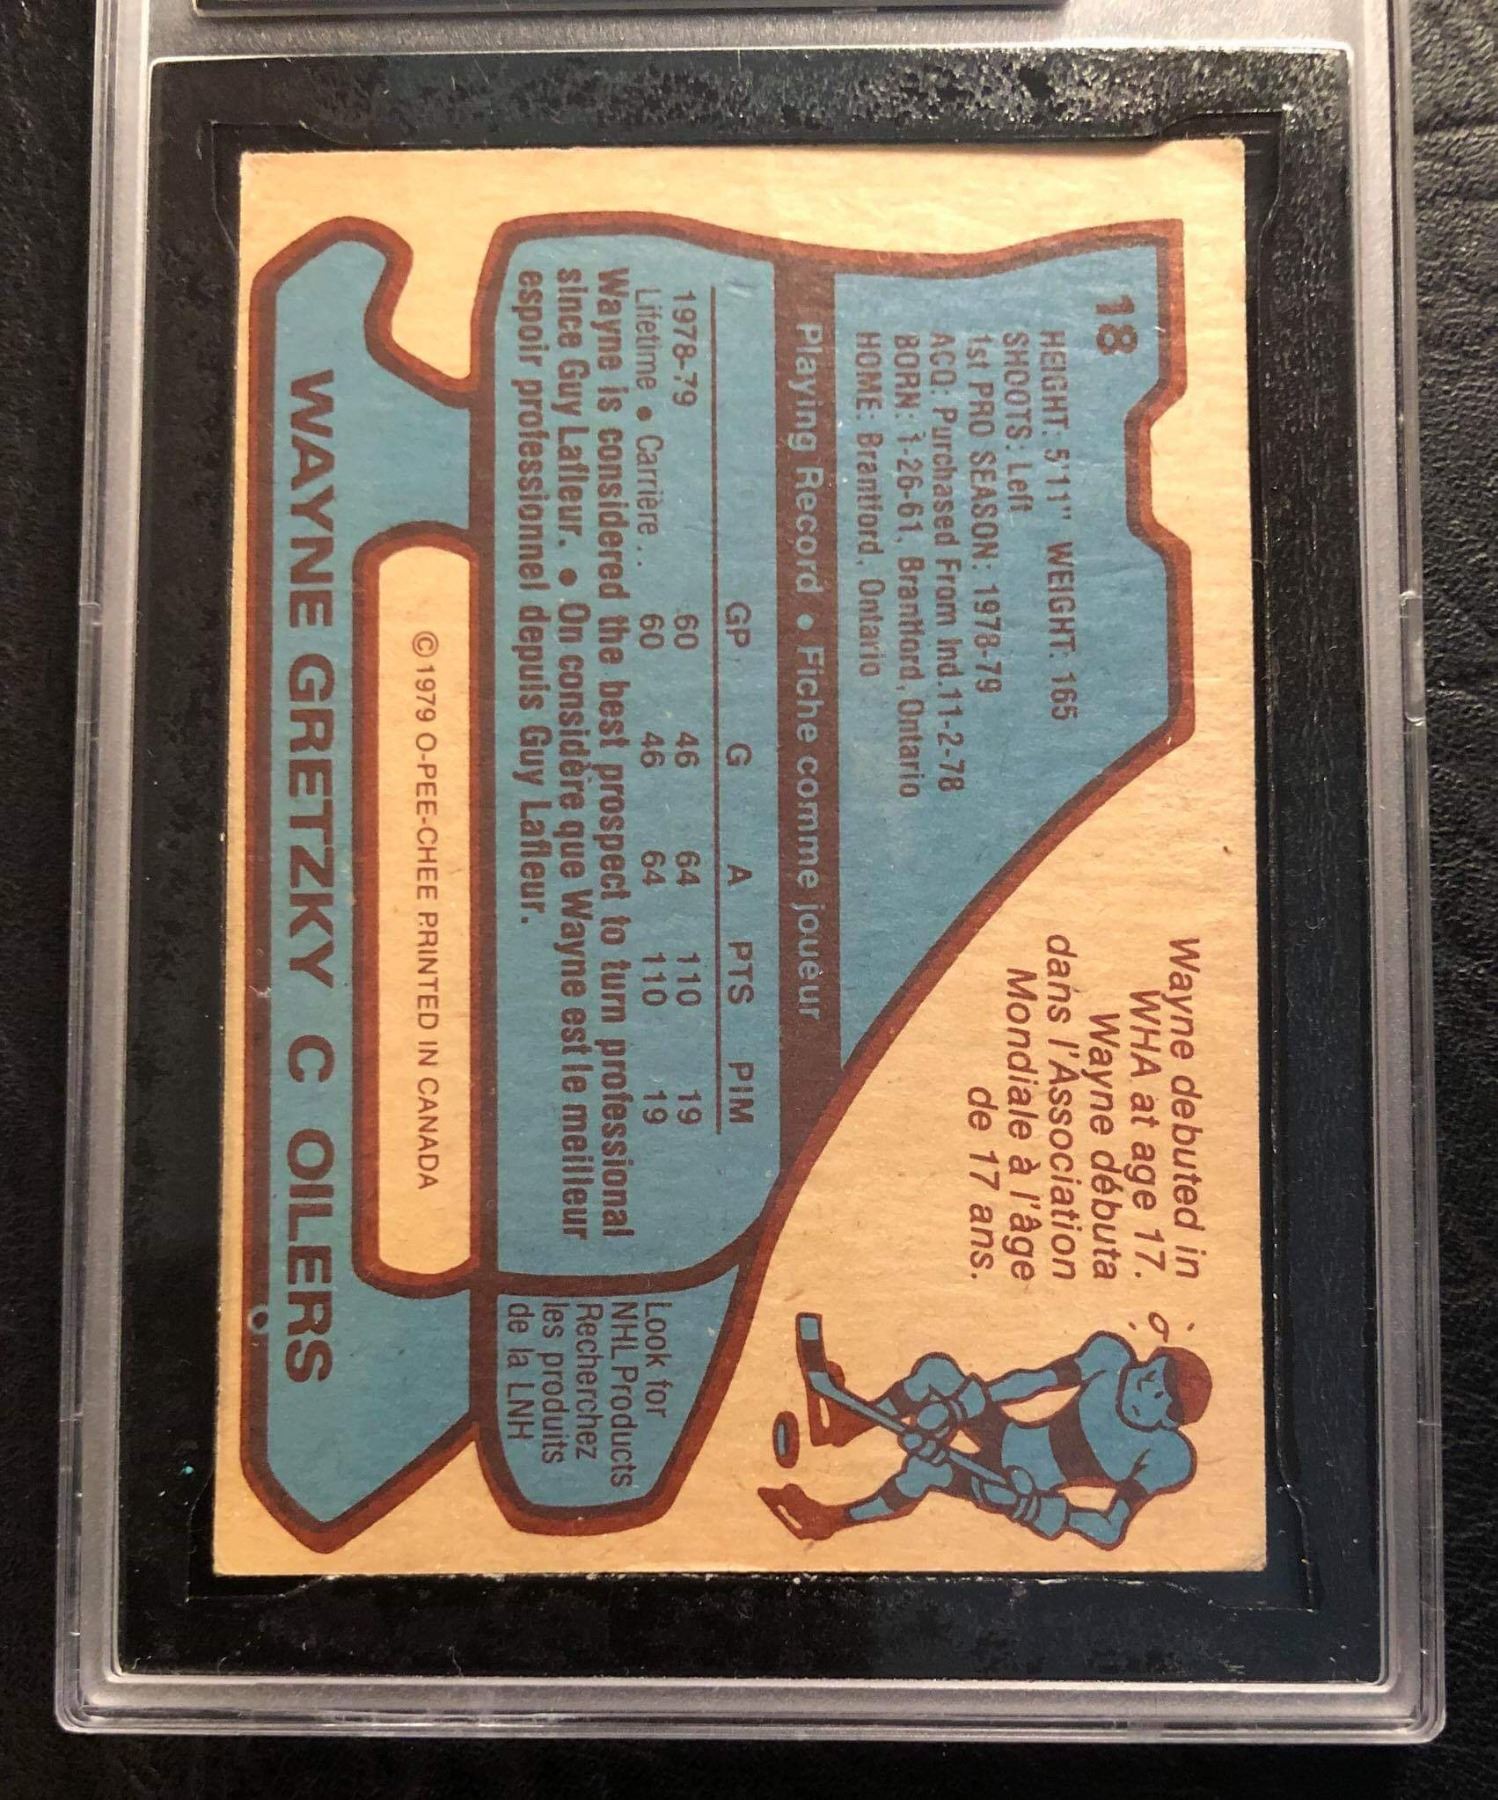 18
HEIGHT: 5'11" WEIGHT: 165
SHOOTS: Left
1st PRO SEASON: 1978-79
ACQ: Purchased From Ind. 11-2-78
BORN: 1-26-61, Brantford, Ontario
HOME: Brantford, Ontario
Wayne debuted in
WHA at age 17.
Wayne débuta
dans l'Association
Mondiale à l'âge
de 17 ans.
Playing Record • Fiche comme joueur
GP G A PTS PIM
1978-79 60 46 64 110 19
Lifetime • Carrière . . 60 46 64 110 19
Wayne is considered the best prospect to turn professional
since Guy Lafleur. • On considère que Wayne est le meilleur
espoir professionnel depuis Guy Lafleur.
Look for
NHL Products
Recherchez
les produits
de la LNH
© 1979 O-PEE-CHEE PRINTED IN CANADA
WAYNE GRETZKY C OILERS